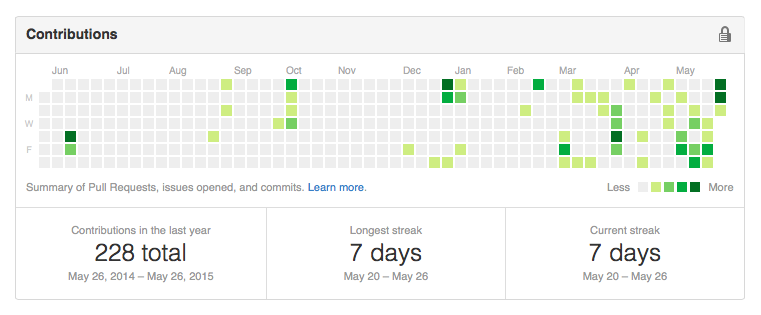 Contributions
Jun Jul Aug Sep Oct Nov Dec Jan Feb Mar Apr May
M
W
F
Summary of Pull Requests, issues opened, and commits. Learn more. Less More
Contributions in the last year Longest streak Current streak
228 total 7 days 7 days
May 26, 2014 – May 26, 2015 May 20 – May 26 May 20 – May 26